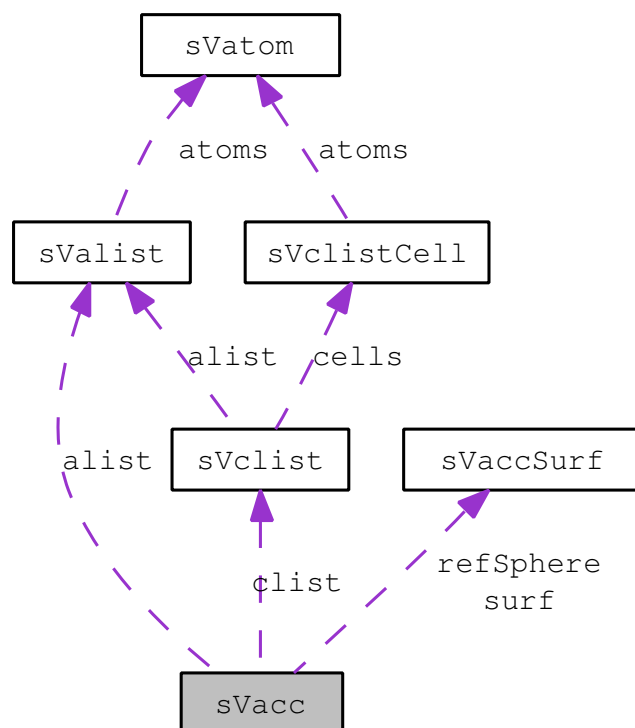 sVatom
atoms
atoms
sValist
sVclistCell
alist
cells
sVclist
sVaccSurf
alist
clist
refSphere
surf
sVacc